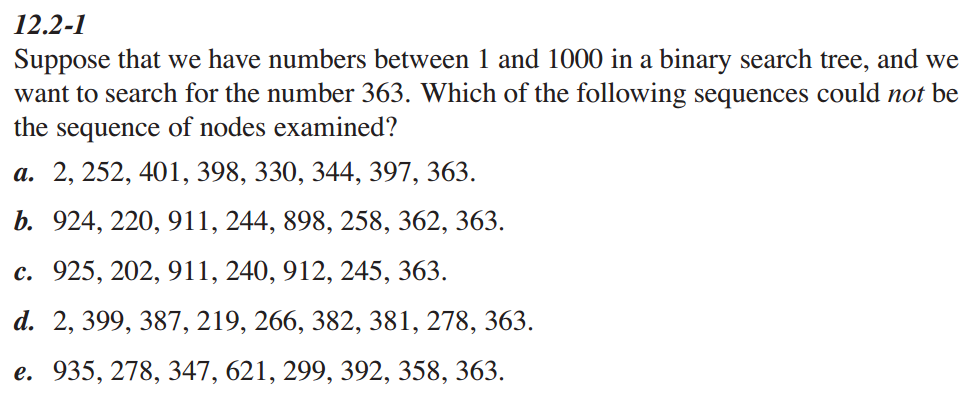 12.2-1
Suppose that we have numbers between 1 and 1000 in a binary search tree, and we
want to search for the number 363. Which of the following sequences could not be
the sequence of nodes examined?
a. 2, 252, 401, 398, 330, 344, 397, 363.
b. 924, 220, 911, 244, 898, 258, 362, 363.
c. 925, 202, 911, 240, 912, 245, 363.
d. 2, 399, 387, 219, 266, 382, 381, 278, 363.
e. 935, 278, 347, 621, 299, 392, 358, 363.